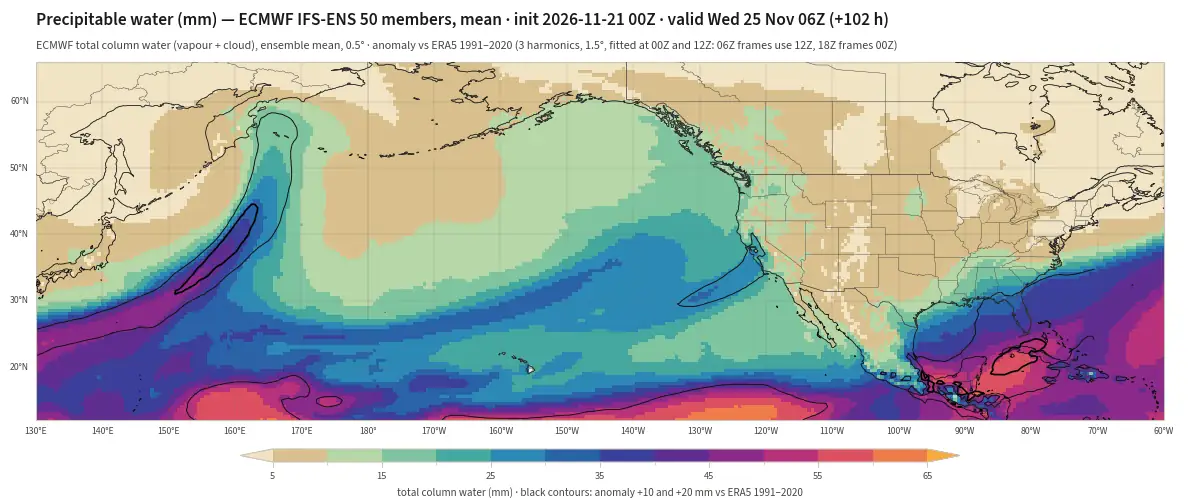 Precipitable water (mm) — ECMWF IFS-ENS 50 members, mean · init 2026-11-21 00Z · valid Wed 25 Nov 06Z (+102 h)
ECMWF total column water (vapour + cloud), ensemble mean, 0.5° · anomaly vs ERA5 1991–2020 (3 harmonics, 1.5°, fitted at 00Z and 12Z: 06Z frames use 12Z, 18Z frames 00Z)
60°N
50°N
40°N
30°N
20°N
130°E 140°E 150°E 160°E 170°E 180° 170°W 160°W 150°W 140°W 130°W 120°W 110°W 100°W 90°W 80°W 70°W 60°W
5 15 25 35 45 55 65
total column water (mm) · black contours: anomaly +10 and +20 mm vs ERA5 1991–2020